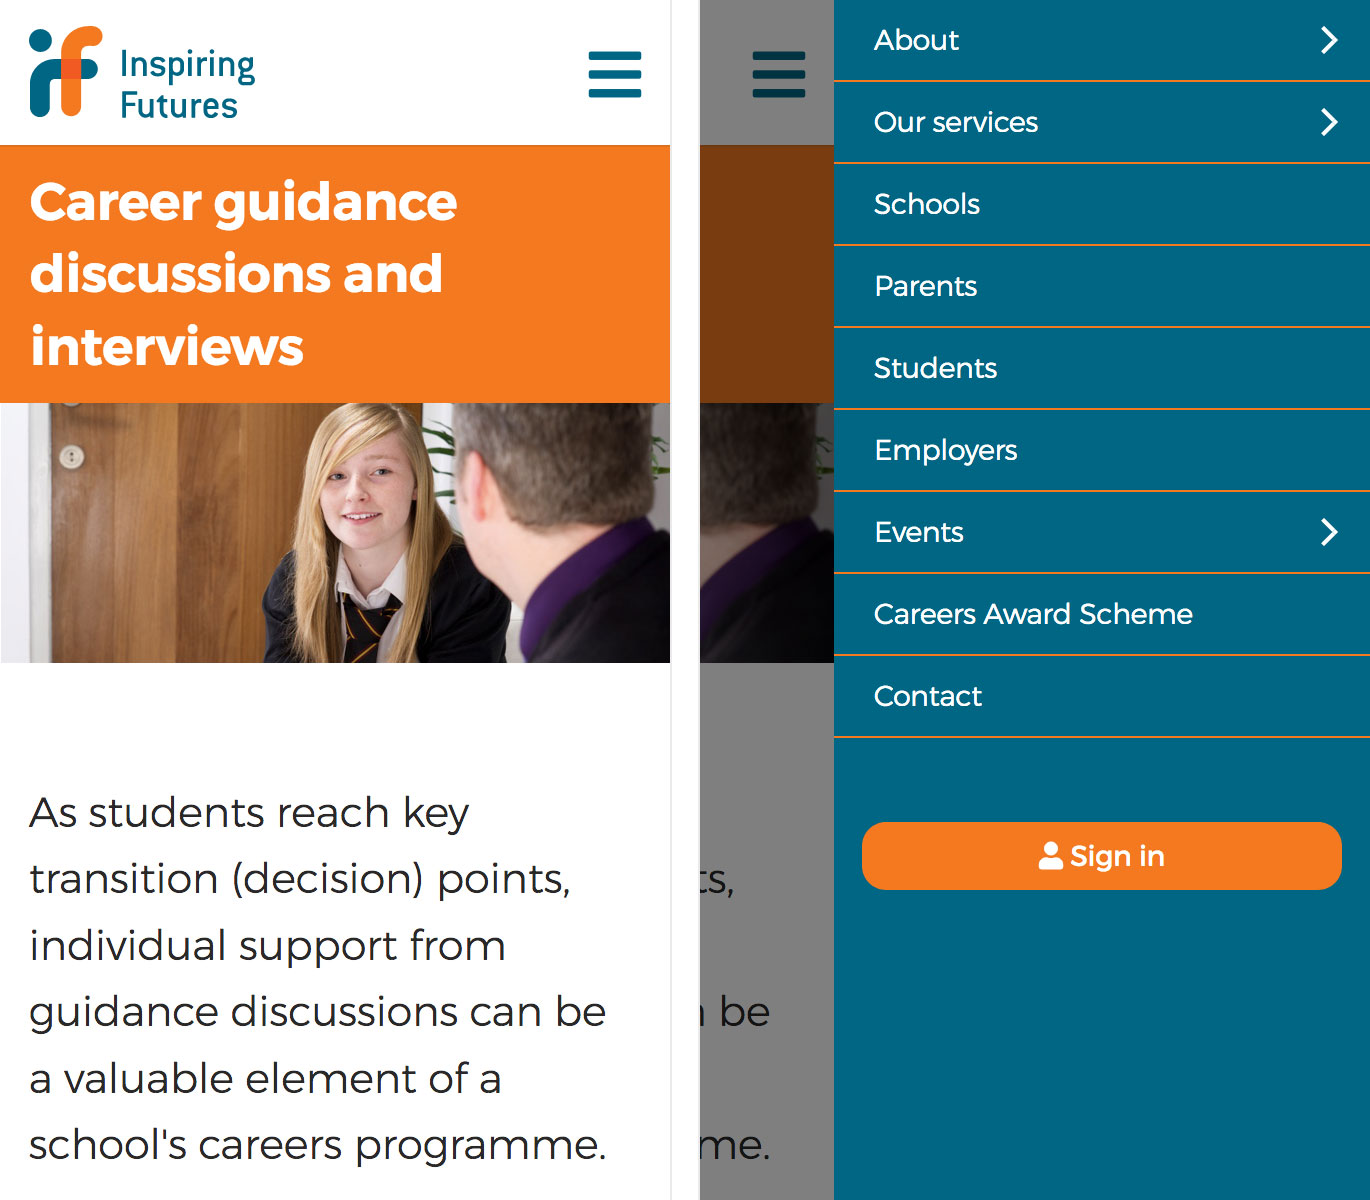 if Inspiring
Futures
Career guidance
discussions and
interviews
As students reach key
transition (decision) points,
individual support from
guidance discussions can be
a valuable element of a
school's careers programme.
ts,
be
me.
About
Our services
Schools
Parents
Students
Employers
Events
Careers Award Scheme
Contact
Sign in